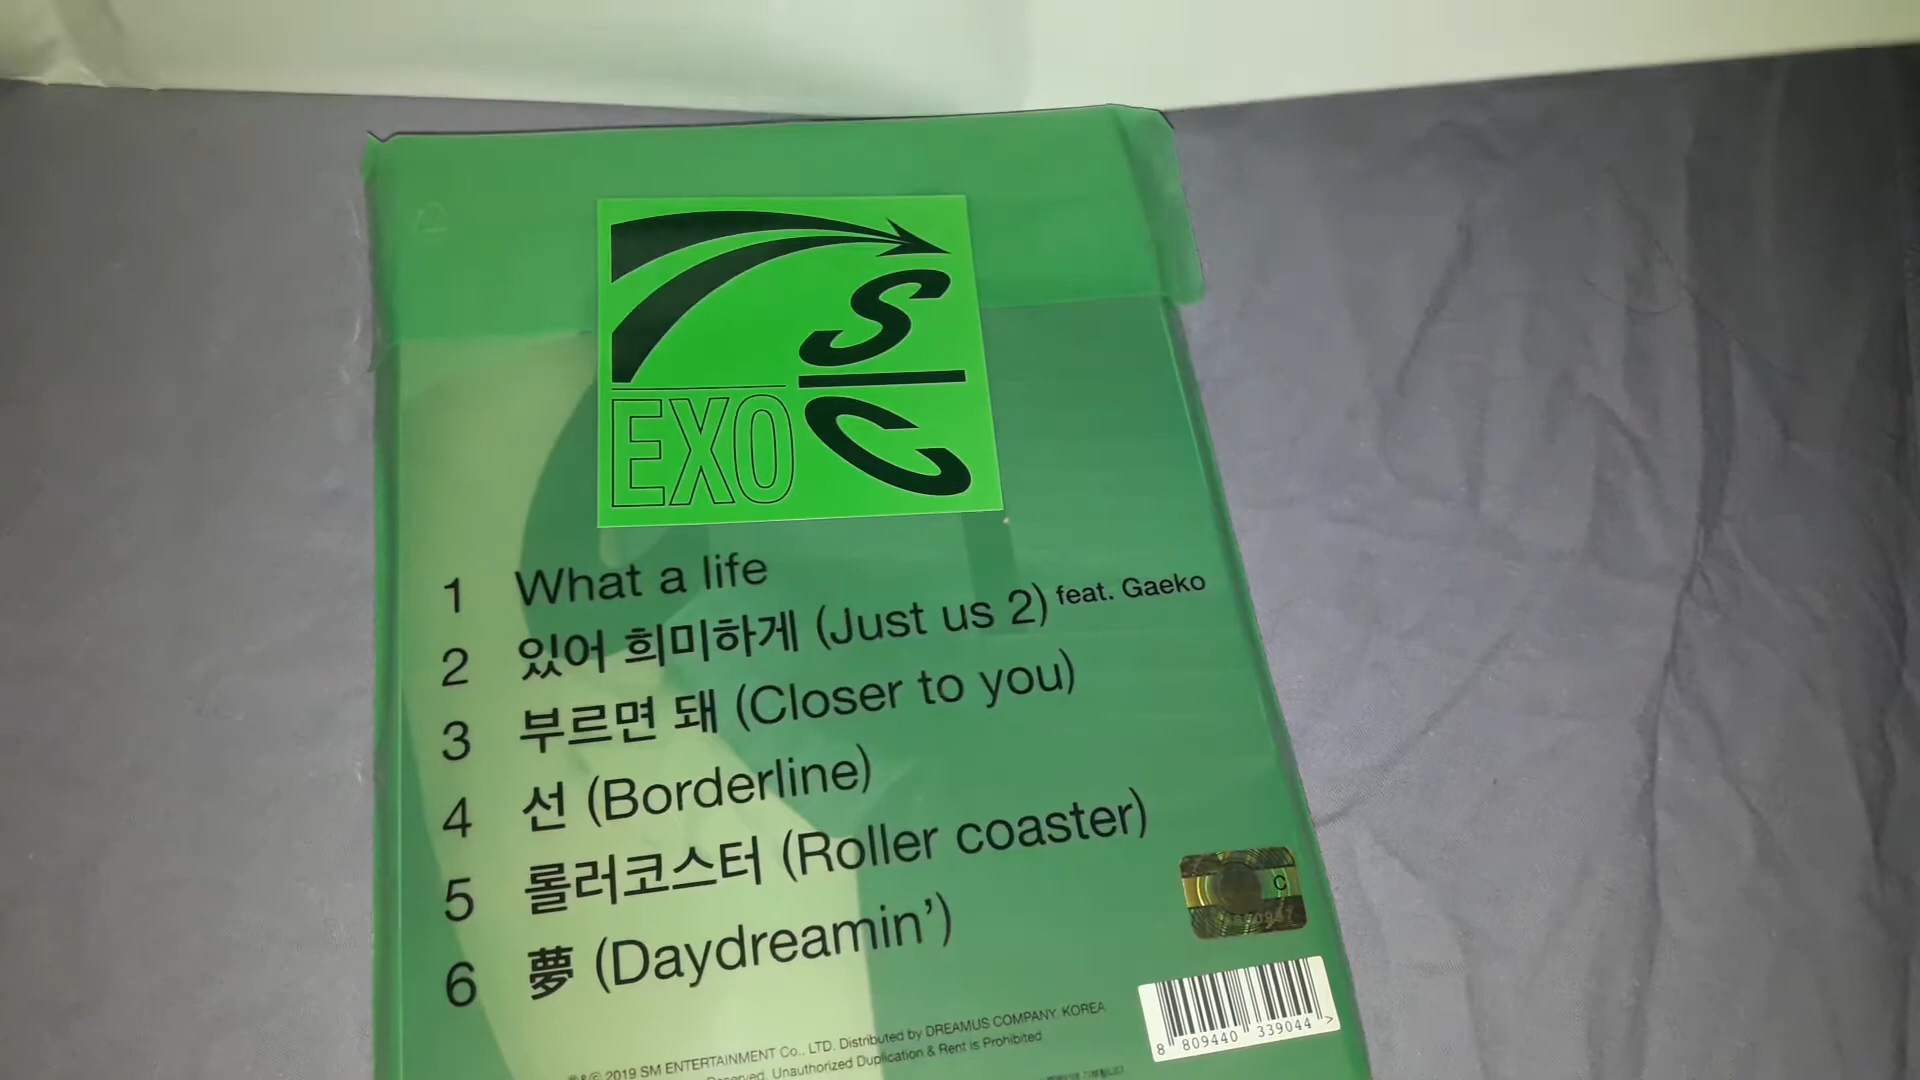 S
EXO C
1 What a life
2 있어 희미하게 (Just us 2) feat. Gaeko
3 부르면 돼 (Closer to you)
4 선 (Borderline)
5 롤러코스터 (Roller coaster)
6 夢 (Daydreamin’)
C
8 809440 339044 >
℗&© 2019 SM ENTERTAINMENT Co., LTD. Distributed by DREAMUS COMPANY. KOREA
Reserved. Unauthorized Duplication & Rent is Prohibited